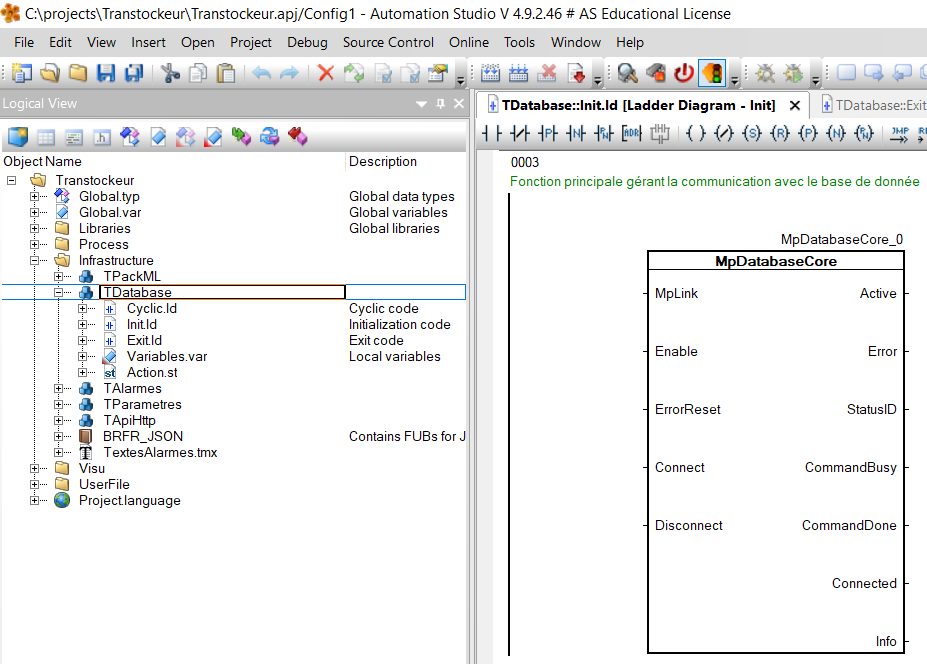 C:\projects\Transtockeur\Transtockeur.apj/Config1 - Automation Studio V 4.9.2.46 # AS Educational License
File Edit View Insert Open Project Debug Source Control Online Tools Window Help
Logical View
TDatabase::Init.ld [Ladder Diagram - Init]
TDatabase::Exit
Object Name Description
Transtockeur
Global.typ Global data types
Global.var Global variables
Libraries Global libraries
Process
Infrastructure
TPackML
TDatabase
Cyclic.ld Cyclic code
Init.ld Initialization code
Exit.ld Exit code
Variables.var Local variables
Action.st
TAlarmes
TParametres
TApiHttp
BRFR_JSON Contains FUBs for J
TextesAlarmes.tmx
Visu
UserFile
Project.language
0003
Fonction principale gérant la communication avec le base de donnée
MpDatabaseCore_0
MpDatabaseCore
MpLink Active
Enable Error
ErrorReset StatusID
Connect CommandBusy
Disconnect CommandDone
Connected
Info